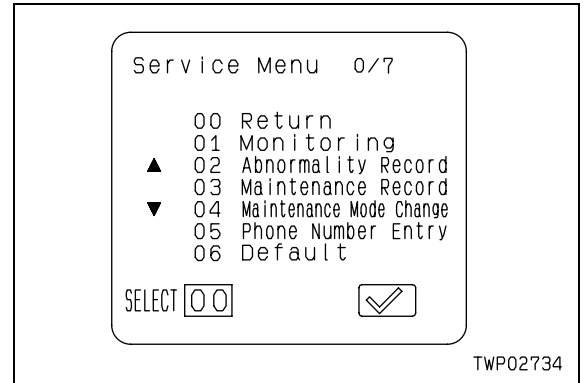 Service Menu 0/7
00 Return
01 Monitoring
▲ 02 Abnormality Record
03 Maintenance Record
▼ 04 Maintenance Mode Change
05 Phone Number Entry
06 Default
SELECT 00
TWP02734